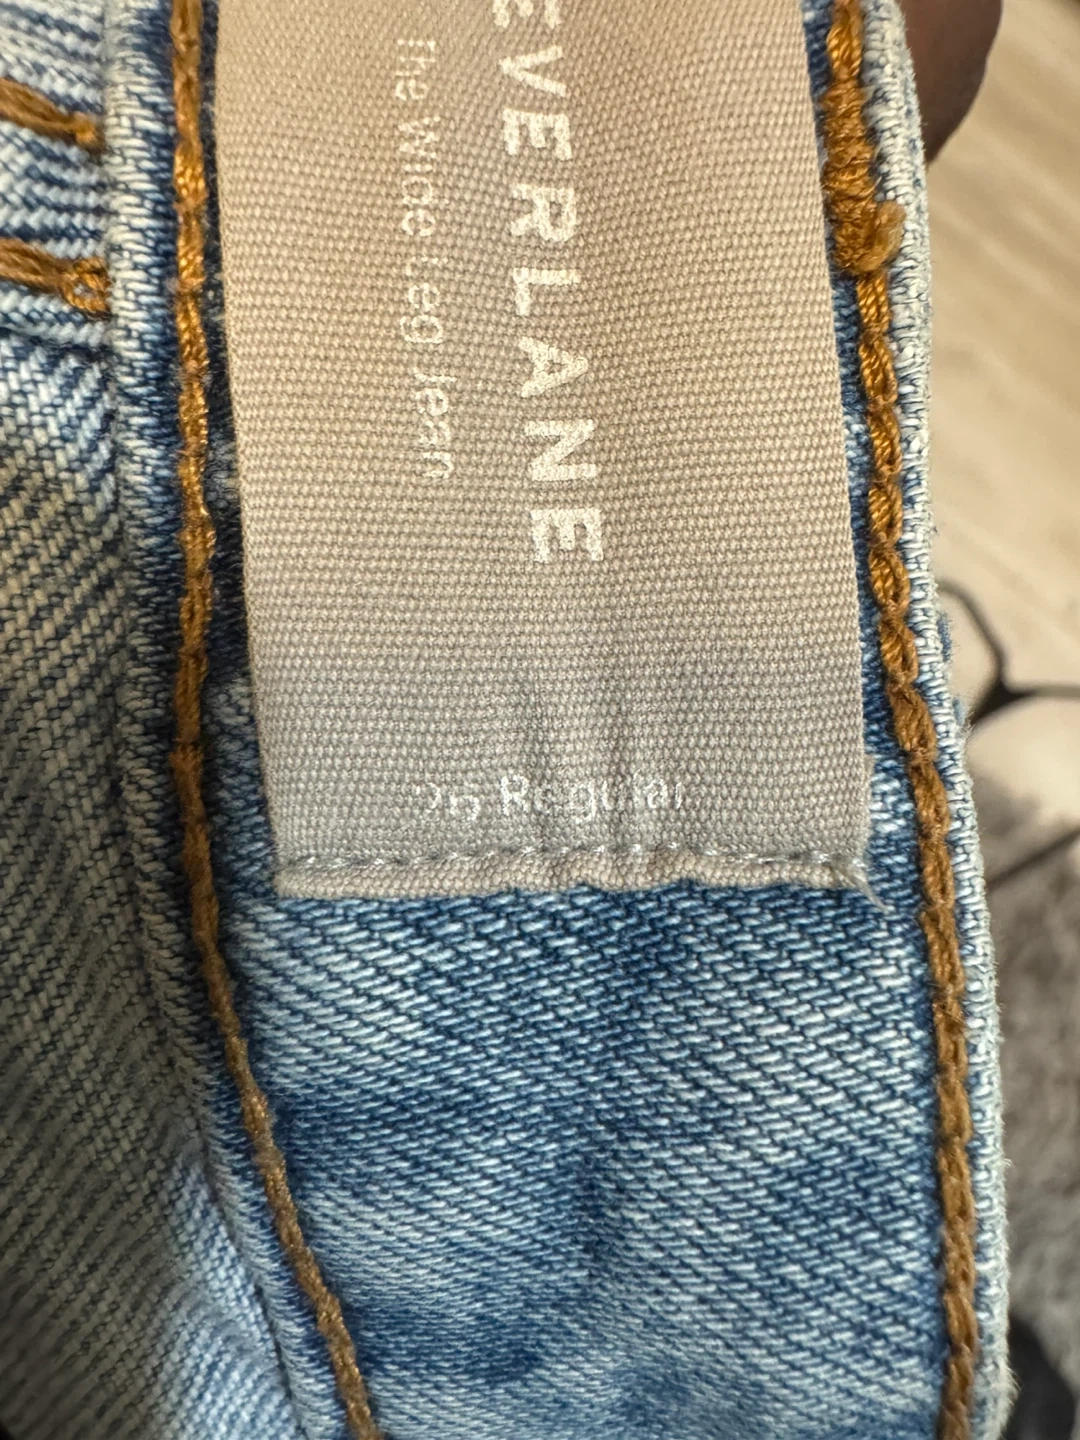 EVERLANE
The Wide Leg Jean
Regular